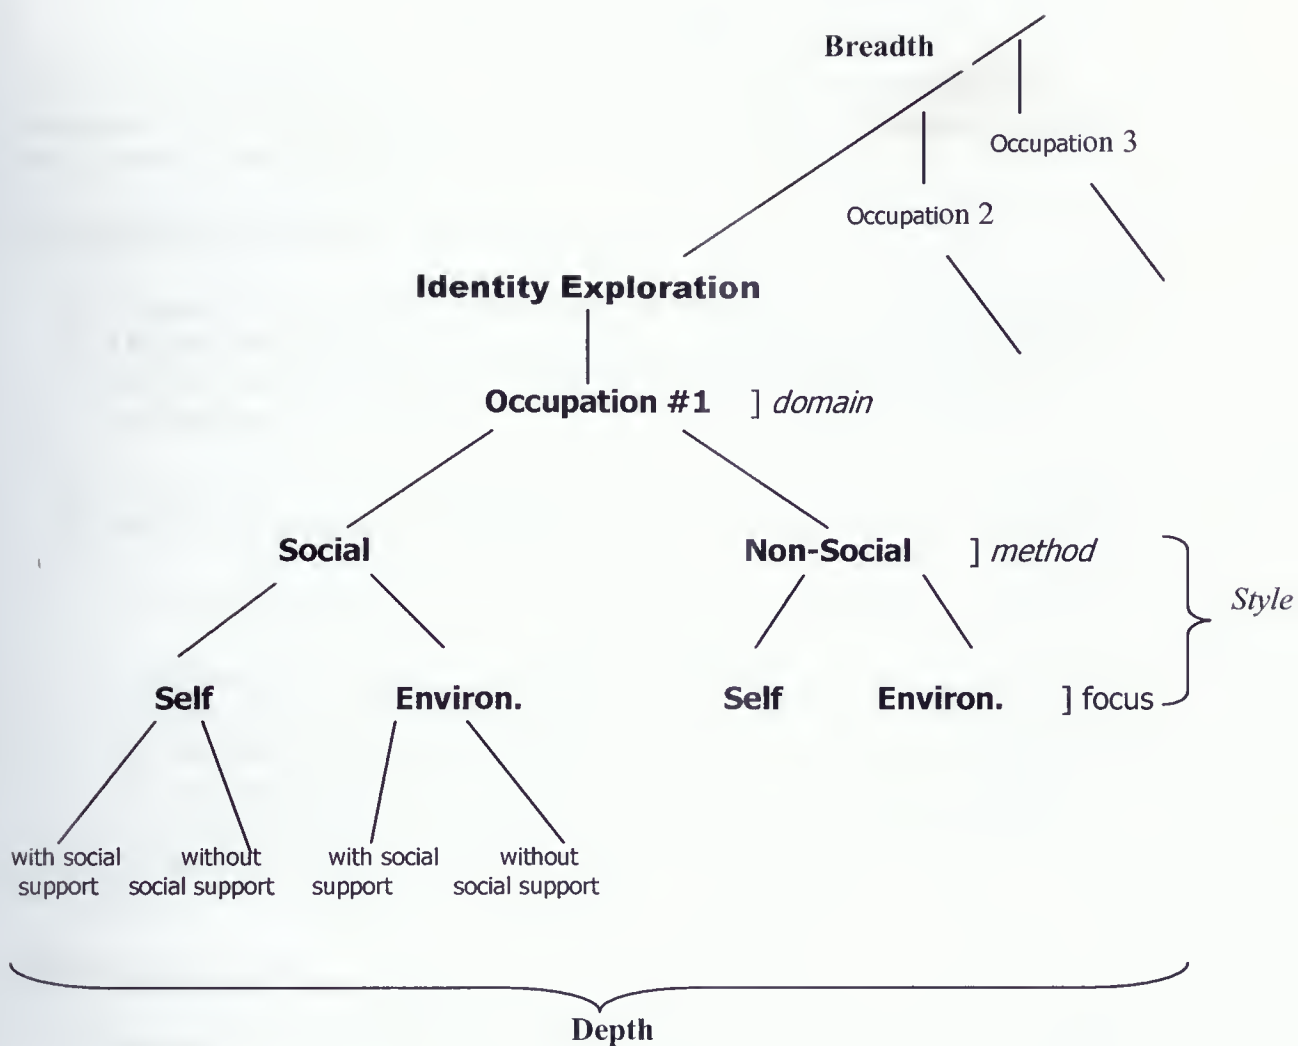 Breadth
Occupation 3
Occupation 2
Identity Exploration
Occupation #1 ] domain
Social Non-Social ] method
Style
Self Environ. Self Environ. ] focus
with social without with social without
support social support support social support
Depth